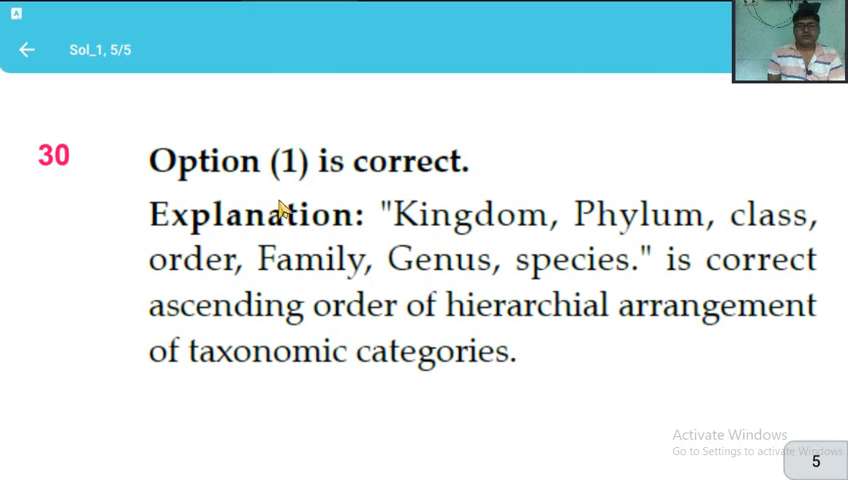 A
Sol_1, 5/5
30
Option (1) is correct.
Explanation: "Kingdom, Phylum, class,
order, Family, Genus, species." is correct
ascending order of hierarchial arrangement
of taxonomic categories.
Activate Windows
Go to Settings to activate Windows.
5